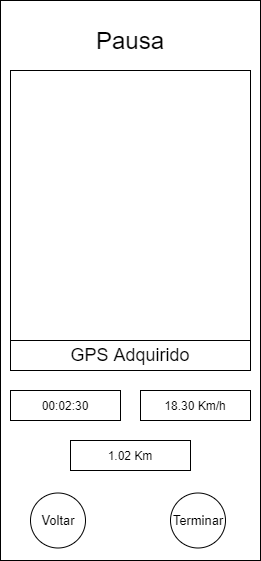 Pausa
GPS Adquirido
00:02:30
18.30 Km/h
1.02 Km
Voltar
Terminar